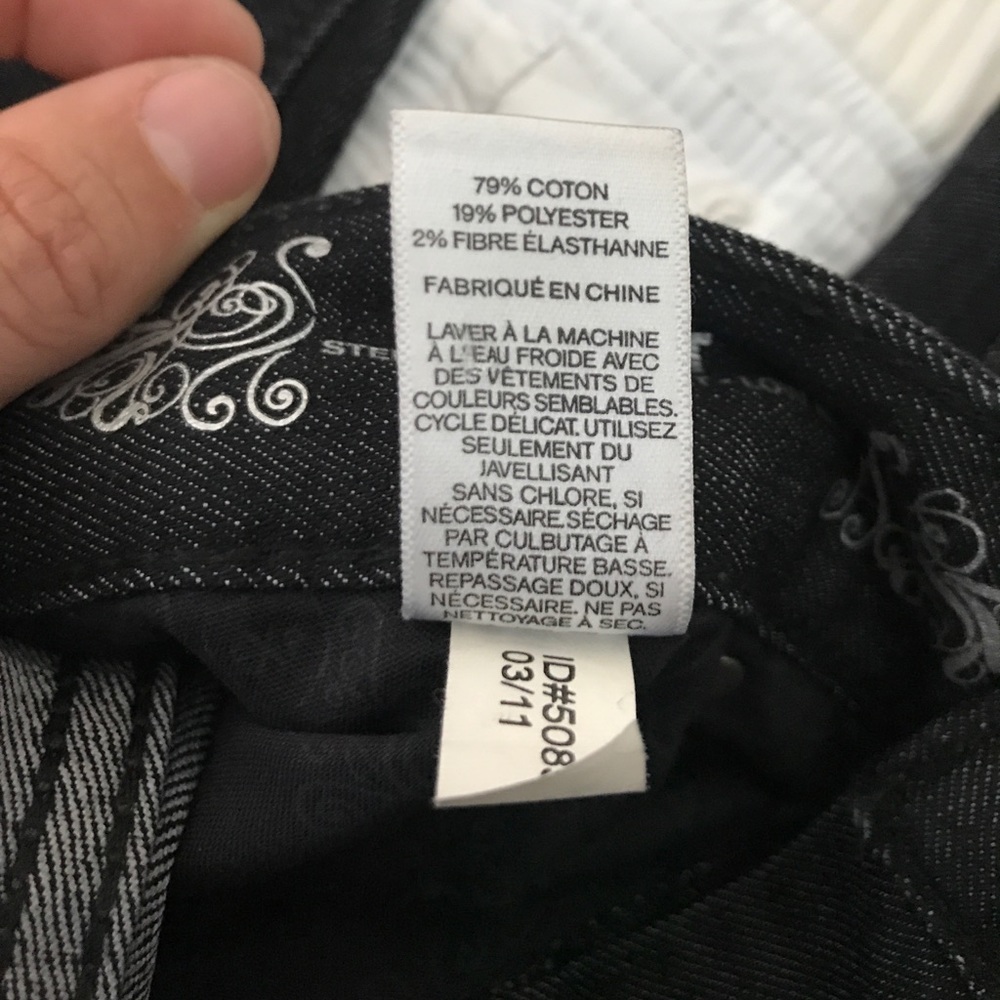 79% COTON
19% POLYESTER
2% FIBRE ÉLASTHANNE
FABRIQUÉ EN CHINE
LAVER À LA MACHINE
À L'EAU FROIDE AVEC
DES VÊTEMENTS DE
COULEURS SEMBLABLES.
CYCLE DÉLICAT. UTILISEZ
SEULEMENT DU
JAVELLISANT
SANS CHLORE, SI
NÉCESSAIRE. SÉCHAGE
PAR CULBUTAGE À
TEMPÉRATURE BASSE.
REPASSAGE DOUX, SI
NÉCESSAIRE. NE PAS
NETTOYAGE À SEC.
ID#508
03/11